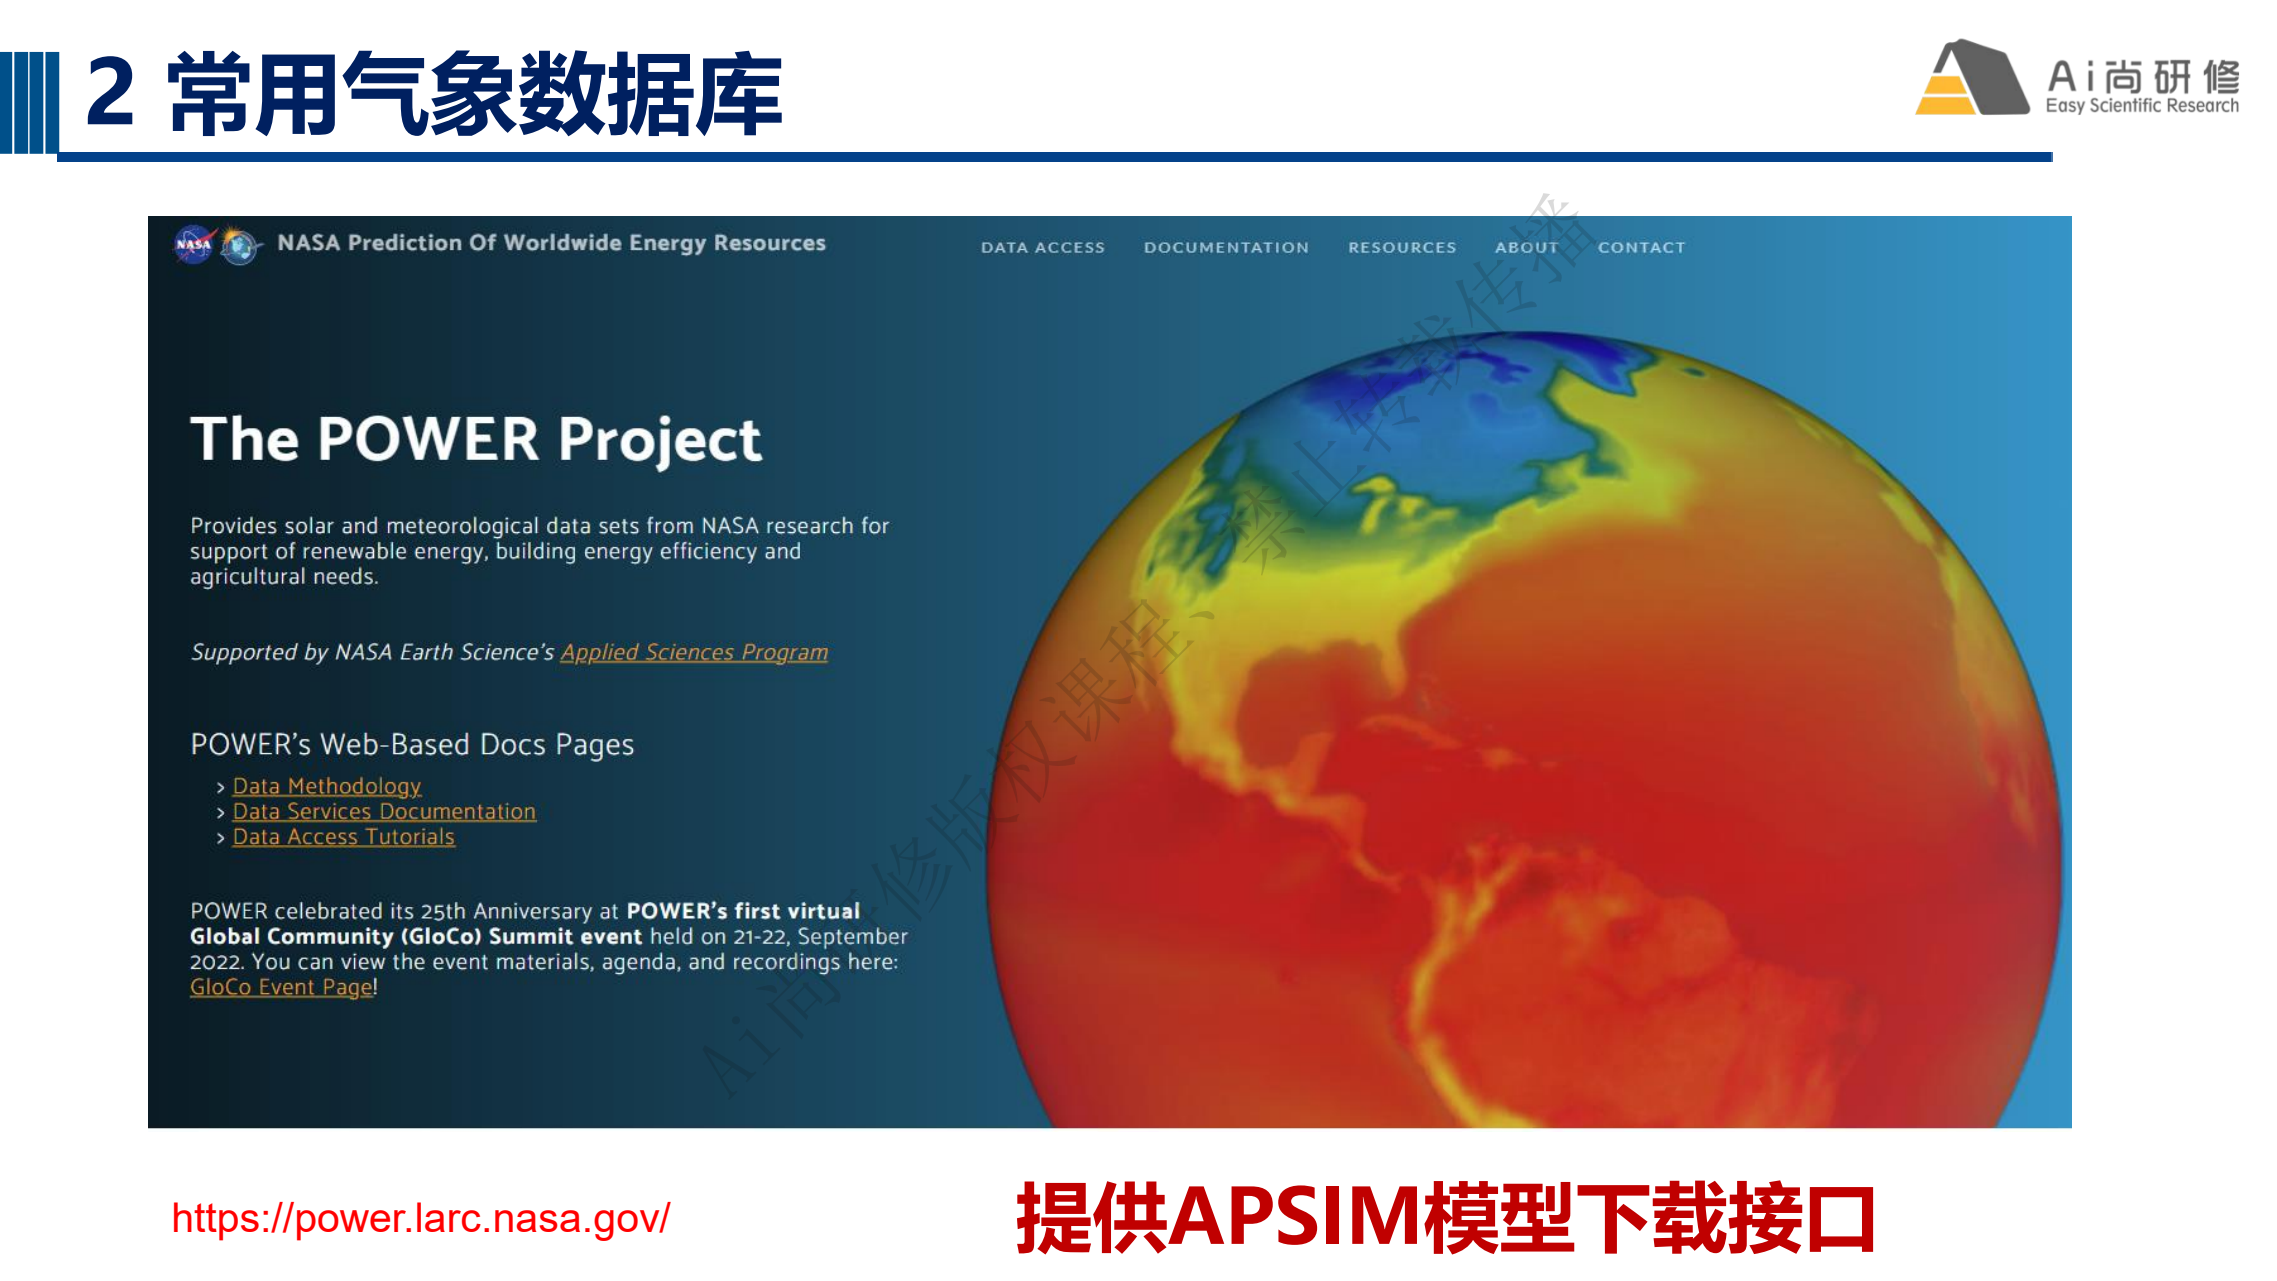 2 常用气象数据库
Ai尚研修
Easy Scientific Research
NASA
NASA Prediction Of Worldwide Energy Resources
DATA ACCESS DOCUMENTATION RESOURCES ABOUT CONTACT
The POWER Project
Provides solar and meteorological data sets from NASA research for
support of renewable energy, building energy efficiency and
agricultural needs.
Supported by NASA Earth Science's Applied Sciences Program
POWER's Web-Based Docs Pages
> Data Methodology
> Data Services Documentation
> Data Access Tutorials
POWER celebrated its 25th Anniversary at POWER's first virtual
Global Community (GloCo) Summit event held on 21-22, September
2022. You can view the event materials, agenda, and recordings here:
GloCo Event Page!
Ai尚研修版权课程、禁止转载传播
https://power.larc.nasa.gov/
提供APSIM模型下载接口